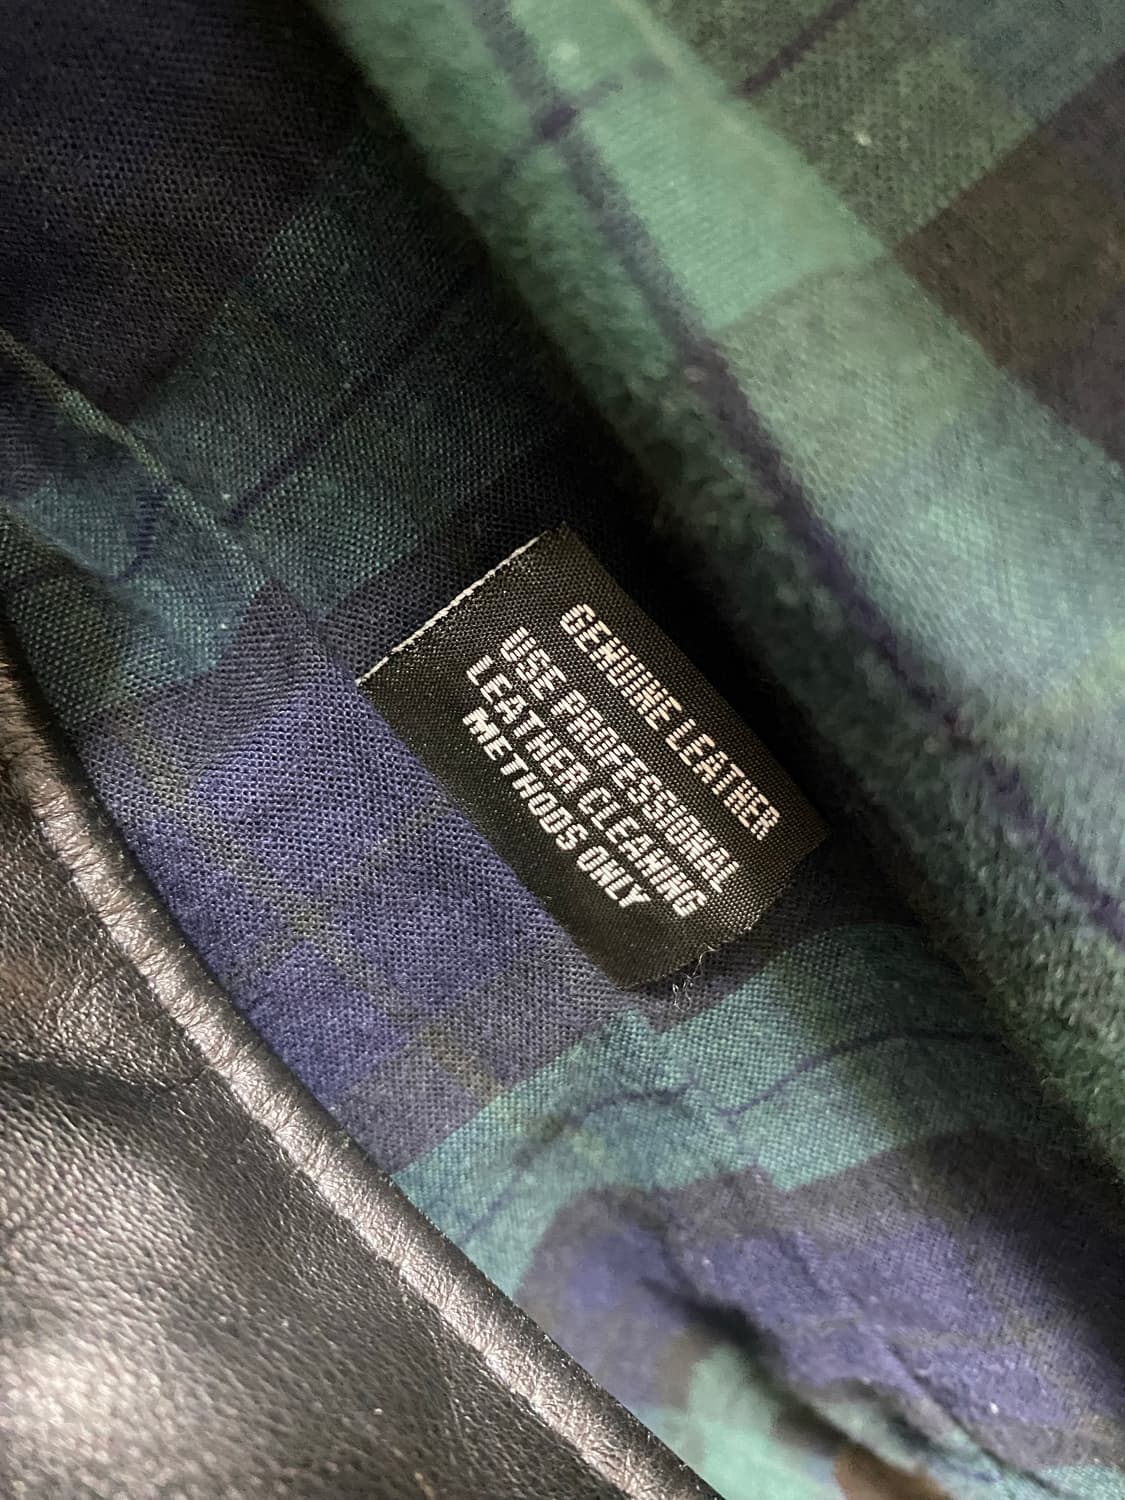 GENUINE LEATHER
USE PROFESSIONAL
LEATHER CLEANING
METHODS ONLY